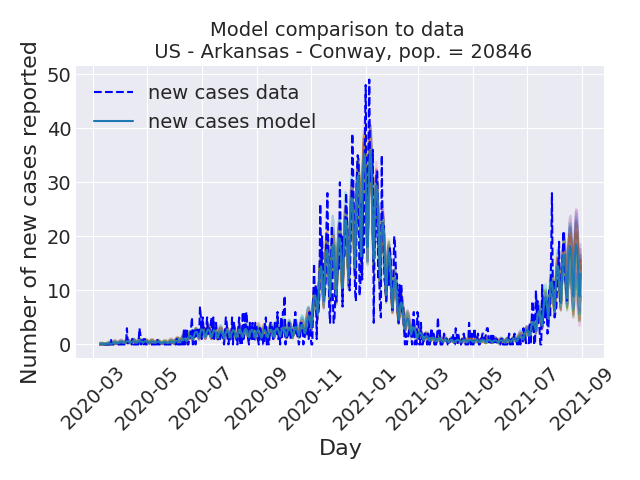 Model comparison to data
US - Arkansas - Conway, pop. = 20846
Number of new cases reported
50
40
30
20
10
0
new cases data
new cases model
2020-03
2020-05
2020-07
2020-09
2020-11
2021-01
2021-03
2021-05
2021-07
2021-09
Day